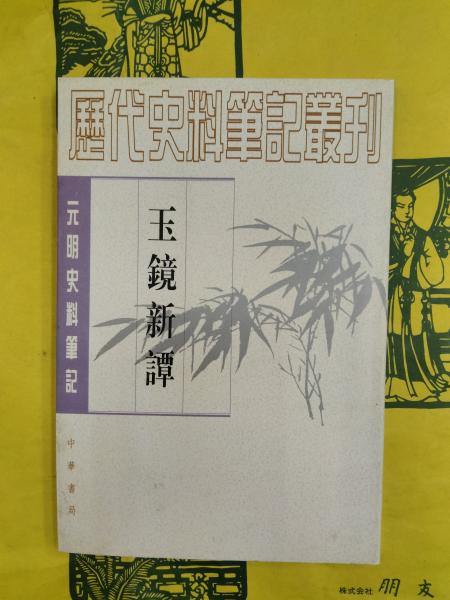 歷代史料筆記叢刊
元明史料筆記
玉鏡新譚
中華書局
株式会社 朋友